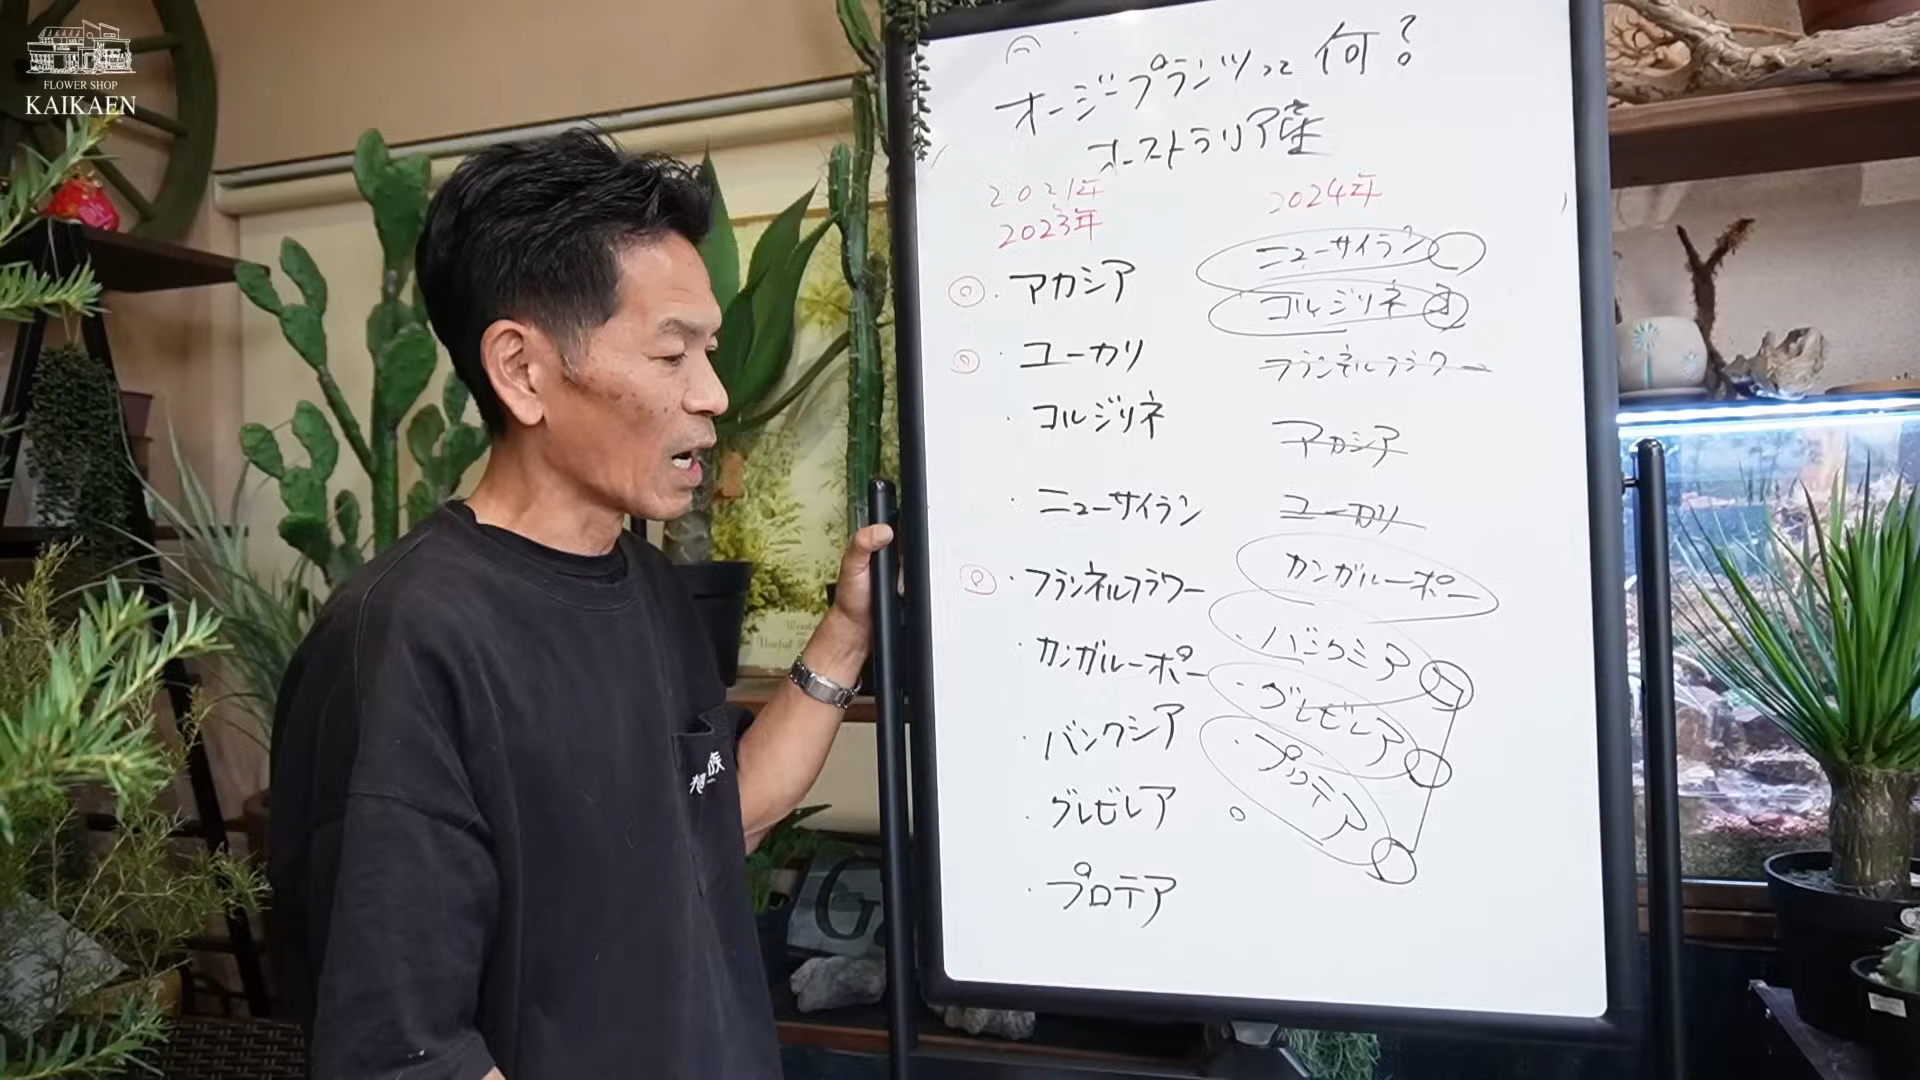 FLOWER SHOP
KAIKAEN
オージープランツって何?
オーストラリア産
2021年
2023年
・アカシア
・ユーカリ
・コルジリネ
・ニューサイラン
・フランネルフラワー
・カンガルーポー
・バンクシア
・グレビレア
・プロテア
2024年
ニューサイラン
コルジリネ
フランネルフラワー
アカシア
ユーカリ
カンガルーポー
・バンクミア
・グレビレア
・プロテア